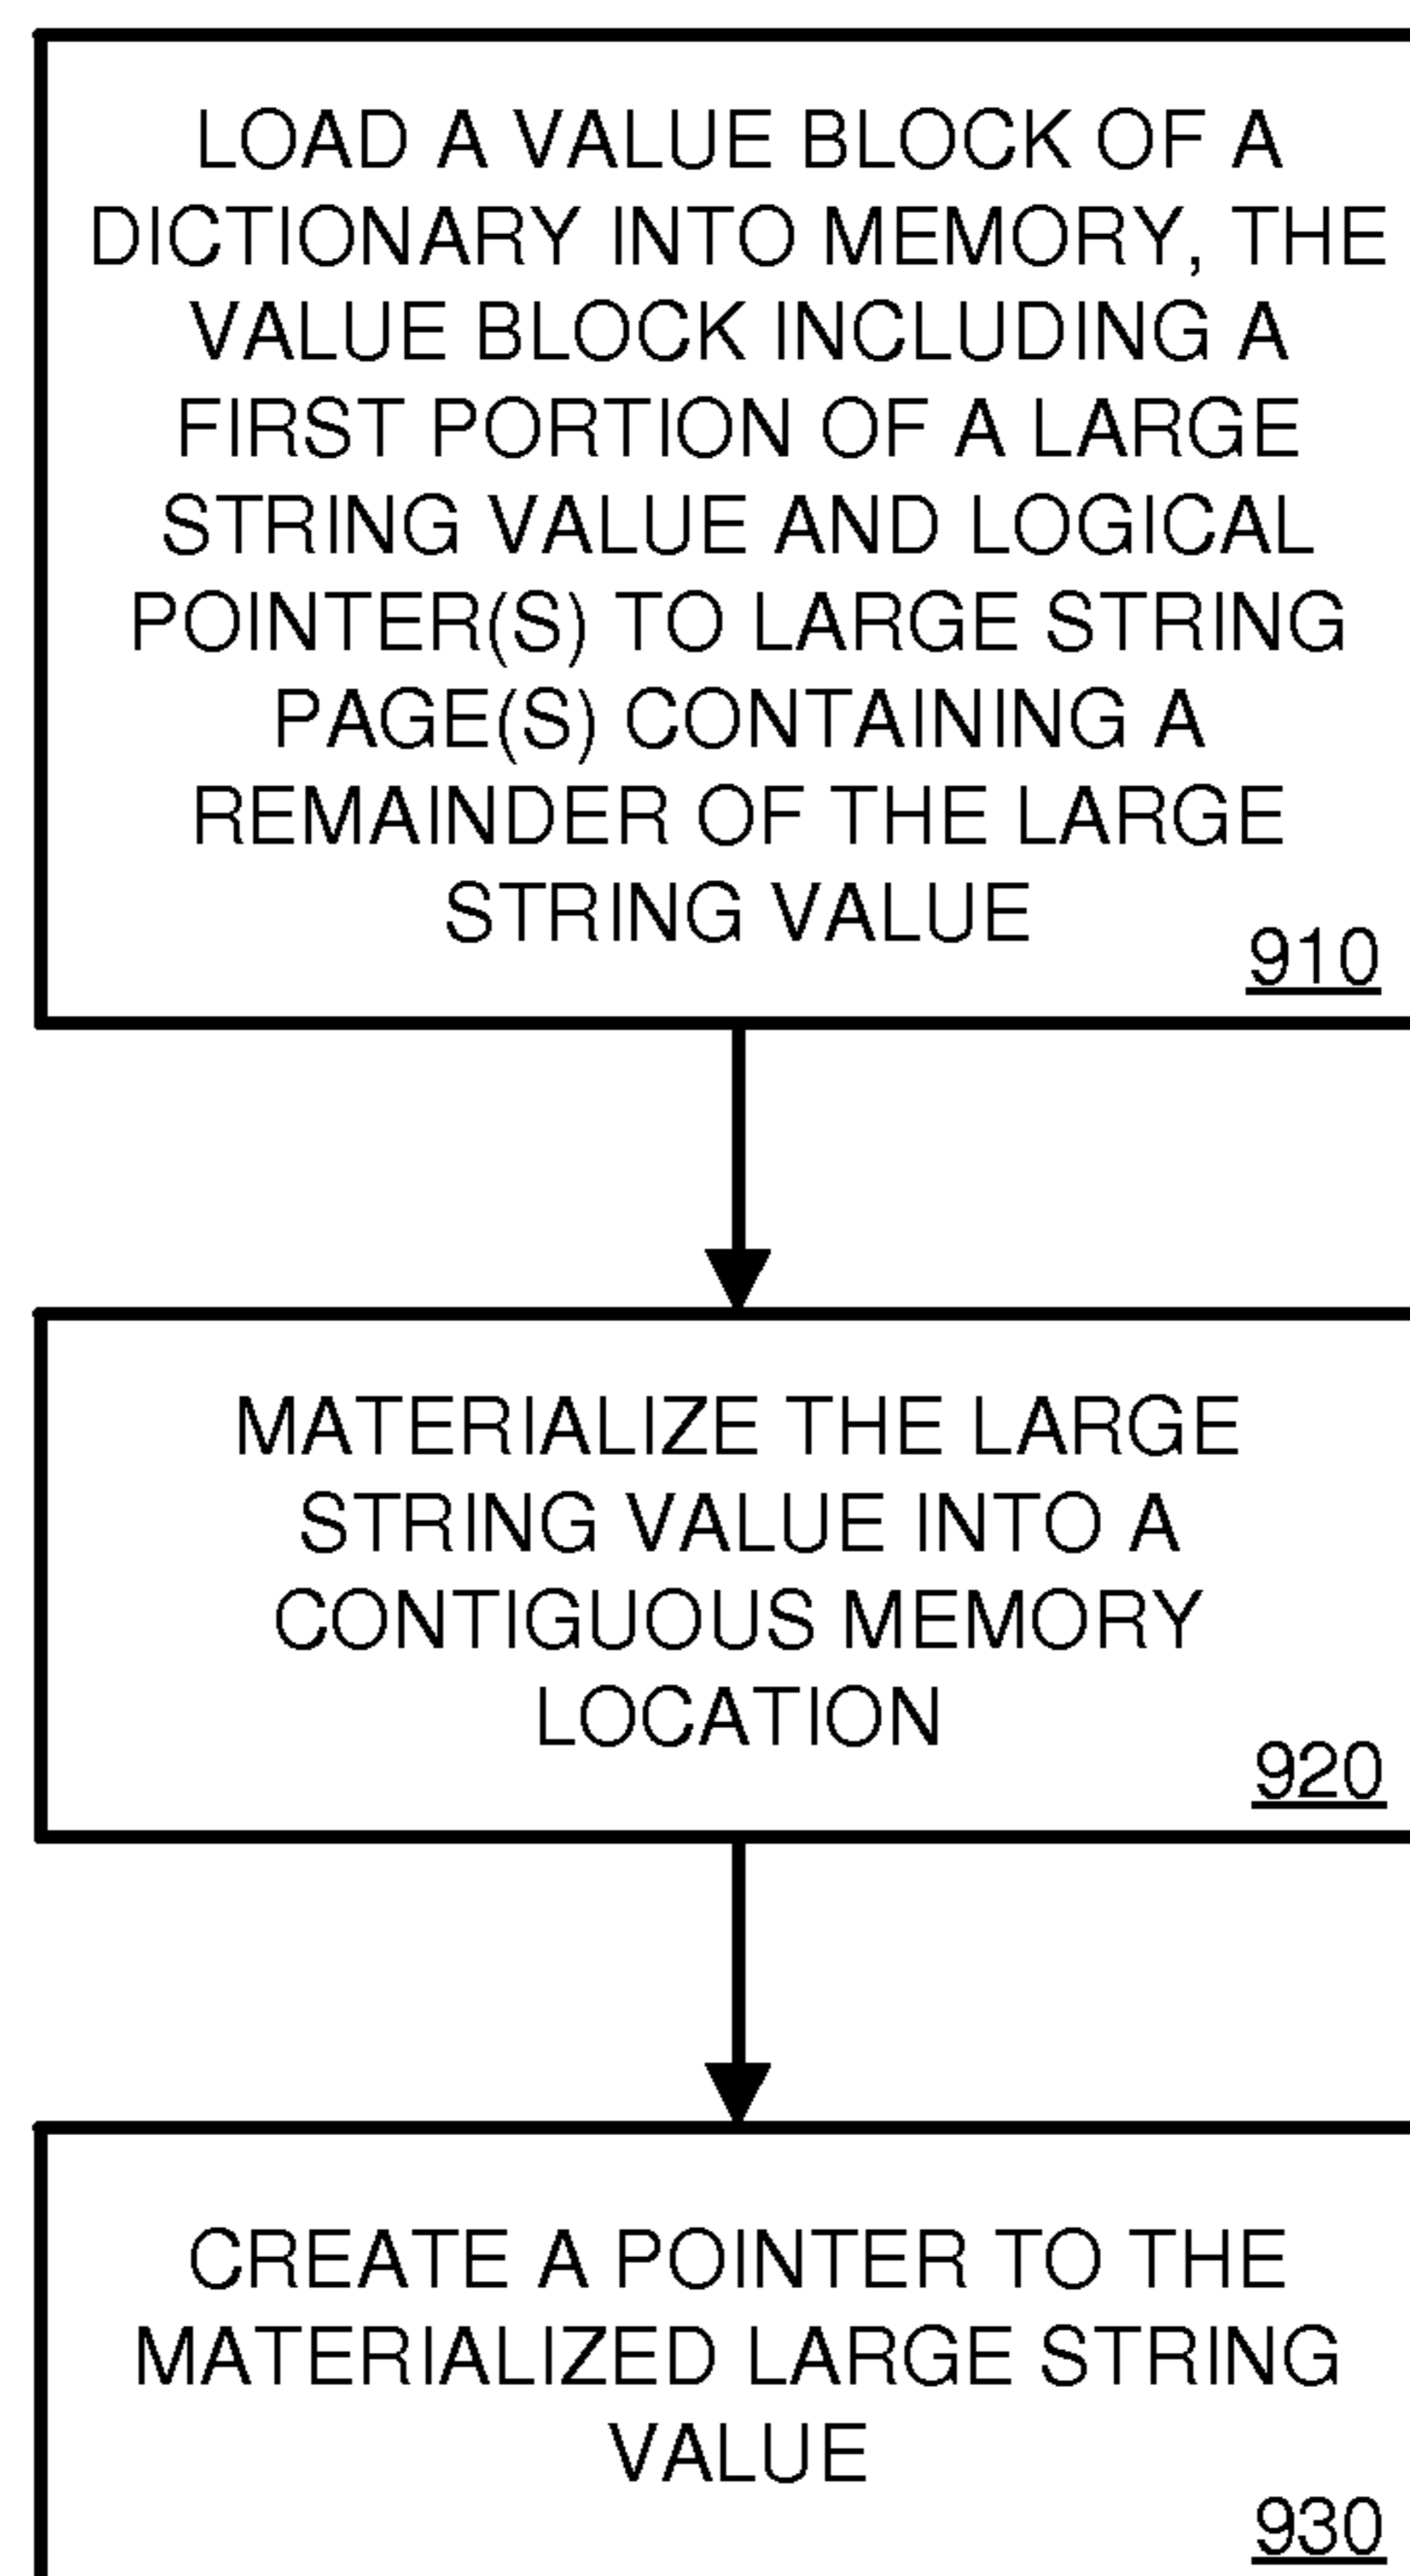 LOAD A VALUE BLOCK OF A
DICTIONARY INTO MEMORY, THE
VALUE BLOCK INCLUDING A
FIRST PORTION OF A LARGE
STRING VALUE AND LOGICAL
POINTER(S) TO LARGE STRING
PAGE(S) CONTAINING A
REMAINDER OF THE LARGE
STRING VALUE
910
MATERIALIZE THE LARGE
STRING VALUE INTO A
CONTIGUOUS MEMORY
LOCATION
920
CREATE A POINTER TO THE
MATERIALIZED LARGE STRING
VALUE
930